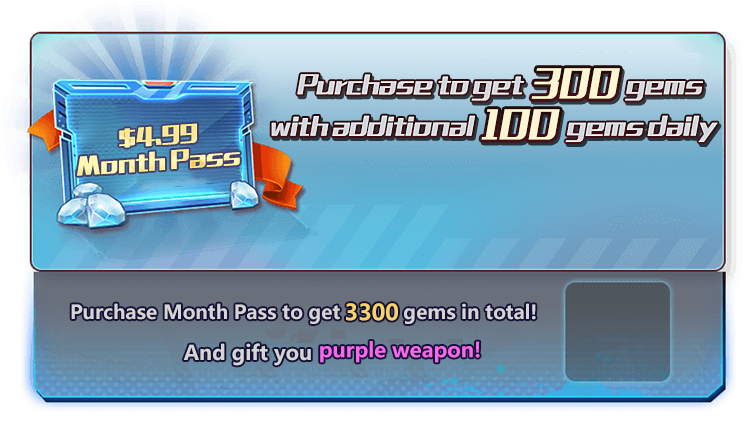 $4.99
Month Pass
Purchase to get 300 gems
with additional 100 gems daily
Purchase Month Pass to get 3300 gems in total!
And gift you purple weapon!